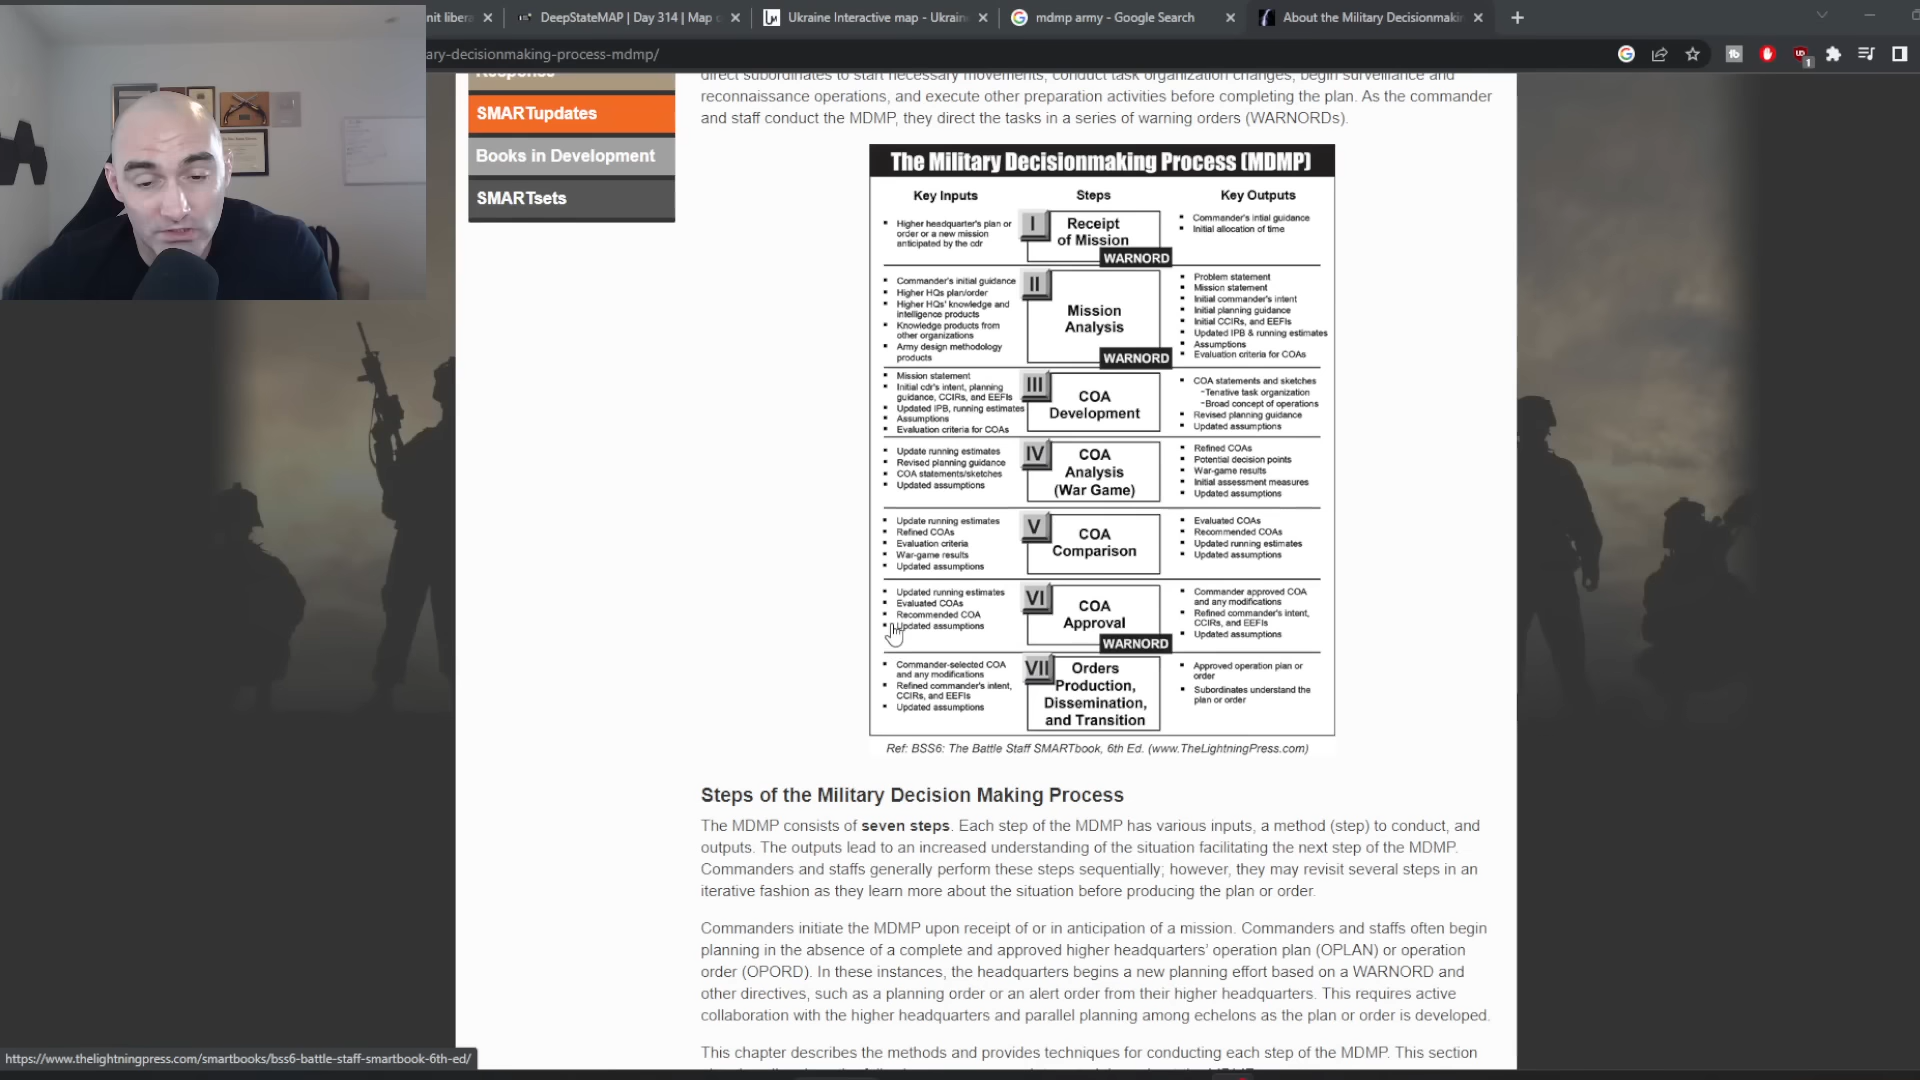 nit libera
DeepStateMAP | Day 314 | Map o
Ukraine Interactive map - Ukrain
mdmp army - Google Search
About the Military Decisionmakin
ary-decisionmaking-process-mdmp/
Response
SMARTupdates
Books in Development
SMARTsets
direct subordinates to start necessary movements, conduct task organization changes, begin surveillance and
reconnaissance operations, and execute other preparation activities before completing the plan. As the commander
and staff conduct the MDMP, they direct the tasks in a series of warning orders (WARNORDs).
The Military Decisionmaking Process (MDMP)
Key Inputs
Steps
Key Outputs
Higher headquarter's plan or
order or a new mission
anticipated by the cdr
I
Receipt
of Mission
WARNORD
Commander's intial guidance
Initial allocation of time
Commander's initial guidance
Higher HQs plan/order
Higher HQs' knowledge and
intelligence products
Knowledge products from
other organizations
Army design methodology
products
II
Mission
Analysis
WARNORD
Problem statement
Mission statement
Initial commander's intent
Initial planning guidance
Initial CCIRs, and EEFIs
Updated IPB & running estimates
Assumptions
Evaluation criteria for COAs
Mission statement
Initial cdr's intent, planning
guidance, CCIRs, and EEFIs
Updated IPB, running estimates
Assumptions
Evaluation criteria for COAs
III
COA
Development
COA statements and sketches
-Tenative task organization
-Broad concept of operations
Revised planning guidance
Updated assumptions
Update running estimates
Revised planning guidance
COA statements/sketches
Updated assumptions
IV
COA
Analysis
(War Game)
Refined COAs
Potential decision points
War-game results
Initial assessment measures
Updated assumptions
Update running estimates
Refined COAs
Evaluation criteria
War-game results
Updated assumptions
V
COA
Comparison
Evaluated COAs
Recommended COAs
Updated running estimates
Updated assumptions
Updated running estimates
Evaluated COAs
Recommended COA
Updated assumptions
VI
COA
Approval
WARNORD
Commander approved COA
and any modifications
Refined commander's intent,
CCIRs, and EEFIs
Updated assumptions
Commander-selected COA
and any modifications
Refined commander's intent,
CCIRs, and EEFIs
Updated assumptions
VII
Orders
Production,
Dissemination,
and Transition
Approved operation plan or
order
Subordinates understand the
plan or order
Ref: BSS6: The Battle Staff SMARTbook, 6th Ed. (www.TheLightningPress.com)
Steps of the Military Decision Making Process
The MDMP consists of seven steps. Each step of the MDMP has various inputs, a method (step) to conduct, and
outputs. The outputs lead to an increased understanding of the situation facilitating the next step of the MDMP.
Commanders and staffs generally perform these steps sequentially; however, they may revisit several steps in an
iterative fashion as they learn more about the situation before producing the plan or order.
Commanders initiate the MDMP upon receipt of or in anticipation of a mission. Commanders and staffs often begin
planning in the absence of a complete and approved higher headquarters' operation plan (OPLAN) or operation
order (OPORD). In these instances, the headquarters begins a new planning effort based on a WARNORD and
other directives, such as a planning order or an alert order from their higher headquarters. This requires active
collaboration with the higher headquarters and parallel planning among echelons as the plan or order is developed.
This chapter describes the methods and provides techniques for conducting each step of the MDMP. This section
https://www.thelightningpress.com/smartbooks/bss6-battle-staff-smartbook-6th-ed/